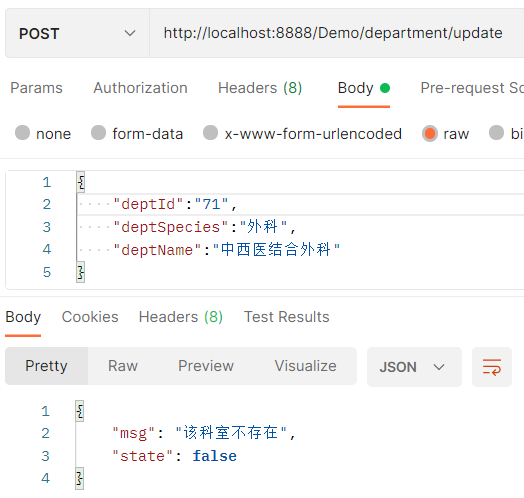 POST http://localhost:8888/Demo/department/update
Params Authorization Headers (8) Body Pre-request Sc
none form-data x-www-form-urlencoded raw bi
1 {
2 "deptId":"71",
3 "deptSpecies":"外科",
4 "deptName":"中西医结合外科"
5 }
Body Cookies Headers (8) Test Results
Pretty Raw Preview Visualize JSON
1 {
2 "msg": "该科室不存在",
3 "state": false
4 }